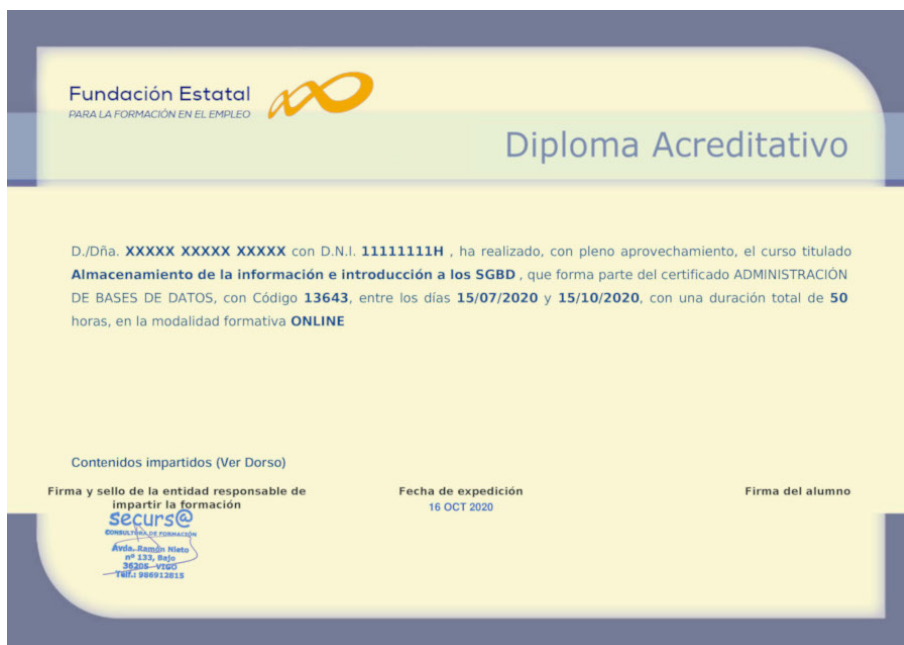 Fundación Estatal
PARA LA FORMACIÓN EN EL EMPLEO
Diploma Acreditativo
D./Dña. XXXXX XXXXX XXXXX con D.N.I. 11111111H , ha realizado, con pleno aprovechamiento, el curso titulado
Almacenamiento de la información e introducción a los SGBD , que forma parte del certificado ADMINISTRACIÓN
DE BASES DE DATOS, con Código 13643, entre los días 15/07/2020 y 15/10/2020, con una duración total de 50
horas, en la modalidad formativa ONLINE
Contenidos impartidos (Ver Dorso)
Firma y sello de la entidad responsable de
impartir la formación
securs@
CONSULTORA DE FORMACIÓN
Avda. Ramón Nieto
nº 133, Bajo
36205 - VIGO
Telf.: 986912815
Fecha de expedición
16 OCT 2020
Firma del alumno